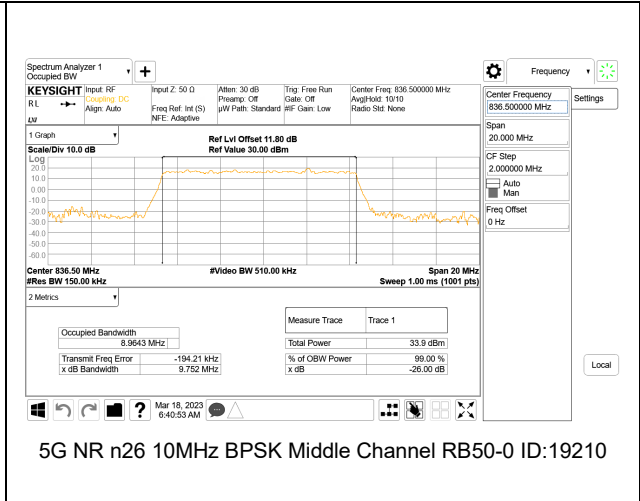 Spectrum Analyzer 1
Occupied BW
KEYSIGHT
R L
Input: RF
Coupling: DC
Align: Auto
Input Z: 50 Ω
Freq Ref: Int (S)
NFE: Adaptive
Atten: 30 dB
Preamp: Off
µW Path: Standard
Trig: Free Run
Gate: Off
#IF Gain: Low
Center Freq: 836.500000 MHz
Avg|Hold: 10/10
Radio Std: None
1 Graph
Scale/Div 10.0 dB
Ref Lvl Offset 11.80 dB
Ref Value 30.00 dBm
Log
20.0
10.0
0.00
-10.0
-20.0
-30.0
-40.0
-50.0
-60.0
Center 836.50 MHz
#Video BW 510.00 kHz
Span 20 MHz
#Res BW 150.00 kHz
Sweep 1.00 ms (1001 pts)
2 Metrics
Occupied Bandwidth
8.9643 MHz
Transmit Freq Error -194.21 kHz
x dB Bandwidth 9.752 MHz
Measure Trace Trace 1
Total Power 33.9 dBm
% of OBW Power 99.00 %
x dB -26.00 dB
Mar 18, 2023
6:40:53 AM
Frequency
Center Frequency
836.500000 MHz
Settings
Span
20.000 MHz
CF Step
2.000000 MHz
Auto
Man
Freq Offset
0 Hz
Local
5G NR n26 10MHz BPSK Middle Channel RB50-0 ID:19210